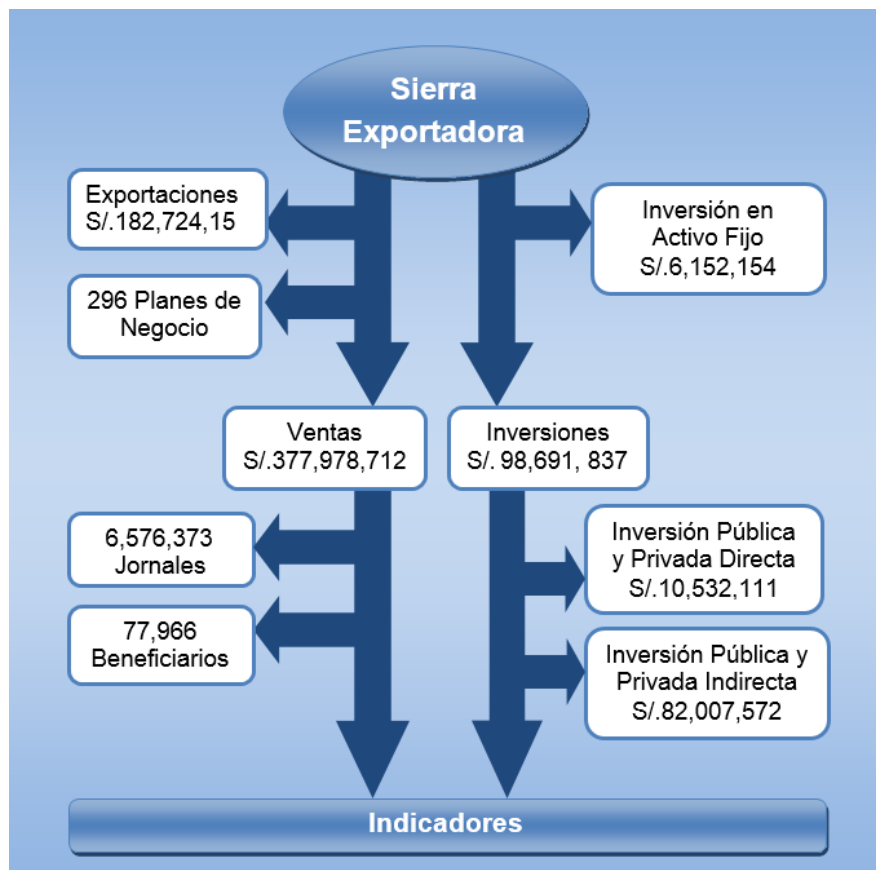 Sierra
Exportadora
Exportaciones
S/.182,724,15
296 Planes de
Negocio
Inversión en
Activo Fijo
S/.6,152,154
Ventas
S/.377,978,712
Inversiones
S/. 98,691, 837
6,576,373
Jornales
77,966
Beneficiarios
Inversión Pública
y Privada Directa
S/.10,532,111
Inversión Pública y
Privada Indirecta
S/.82,007,572
Indicadores